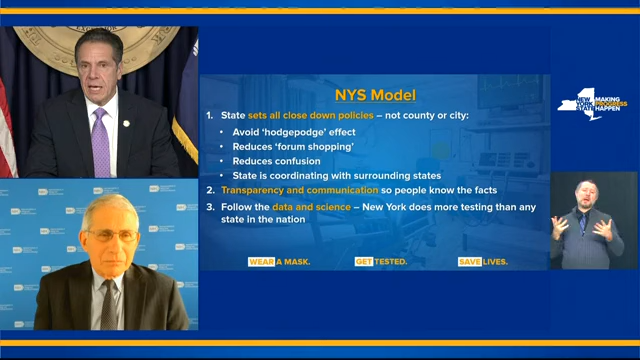 NYS Model
1. State sets all close down policies – not county or city:
• Avoid 'hodgepodge' effect
• Reduces 'forum shopping'
• Reduces confusion
• State is coordinating with surrounding states
2. Transparency and communication so people know the facts
3. Follow the data and science – New York does more testing than any
state in the nation
WEAR A MASK. GET TESTED. SAVE LIVES.
NEW YORK STATE
MAKING
PROGRESS
HAPPEN